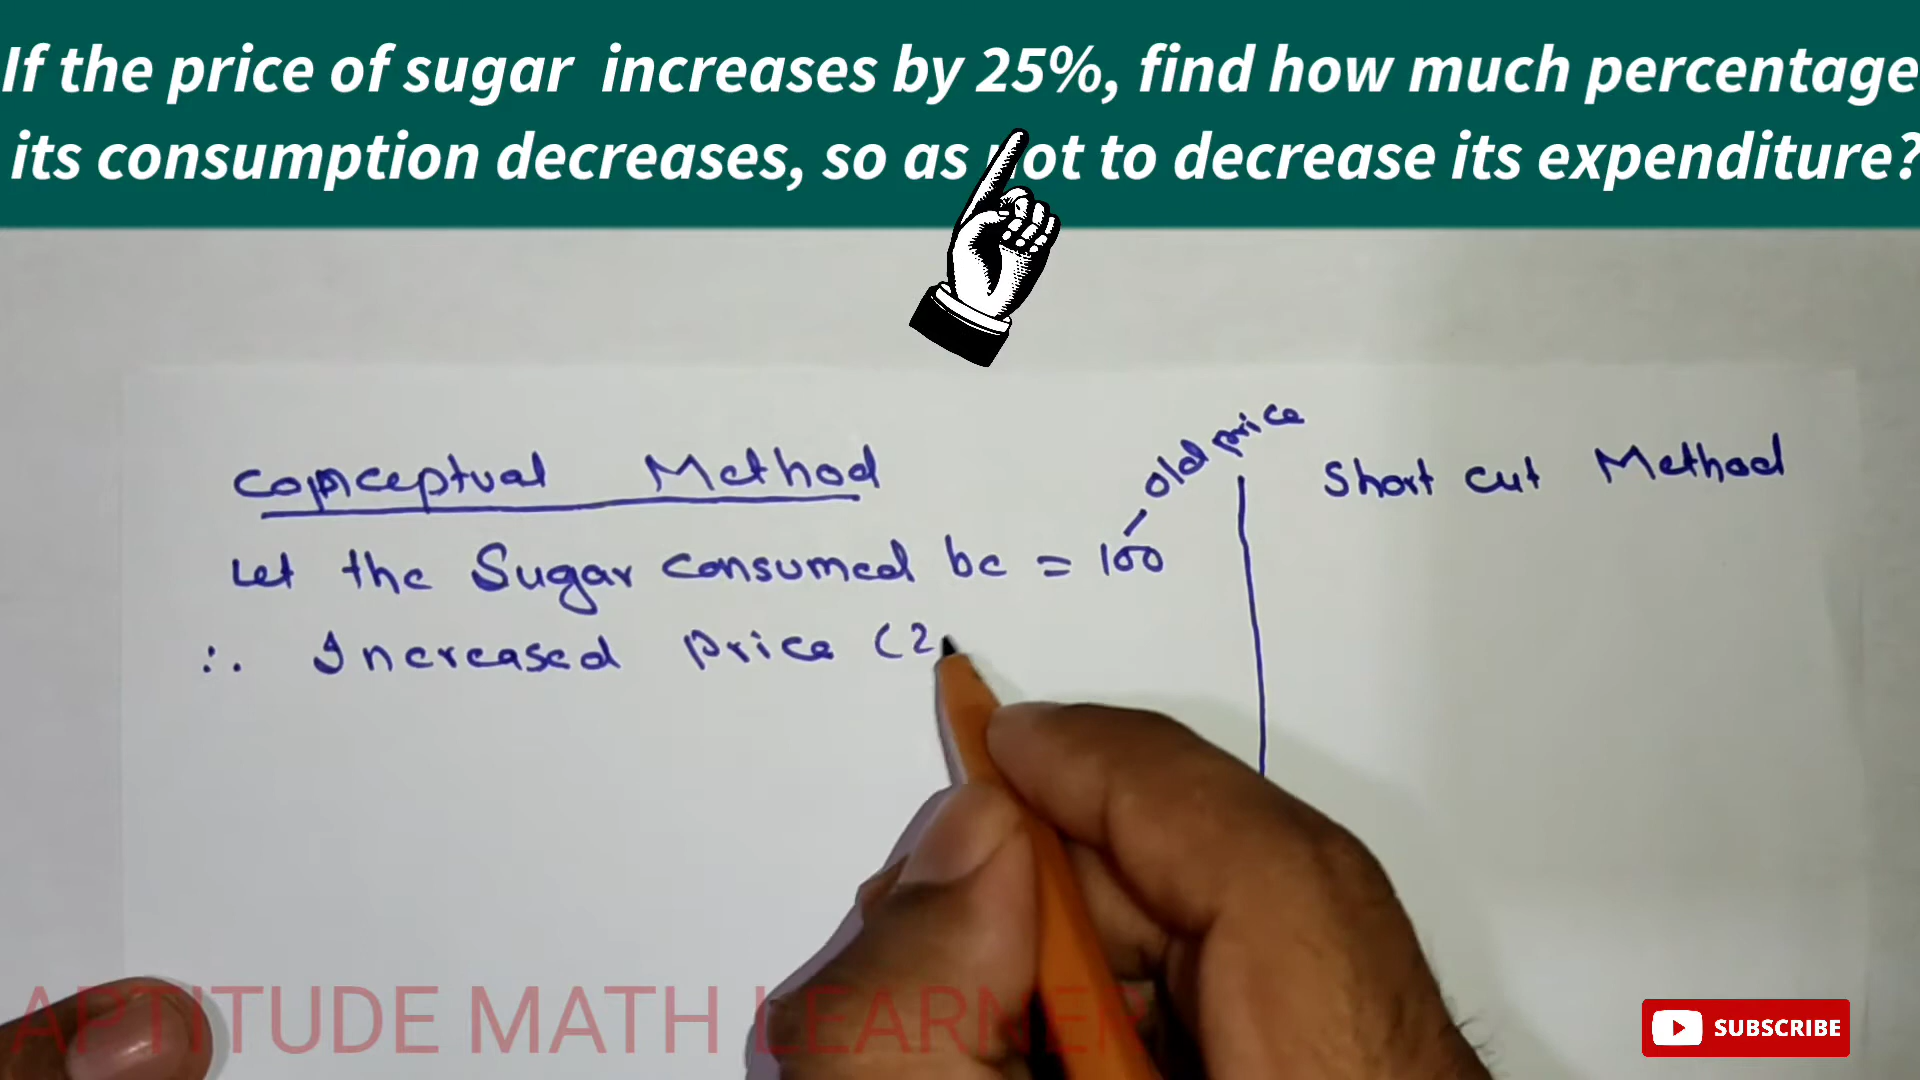 If the price of sugar increases by 25%, find how much percentage
its consumption decreases, so as not to decrease its expenditure?
Conceptual Method
old price
Short cut Method
Let the Sugar consumed be = 100
∴ Increased Price (2
APTITUDE MATH LEARNER
SUBSCRIBE